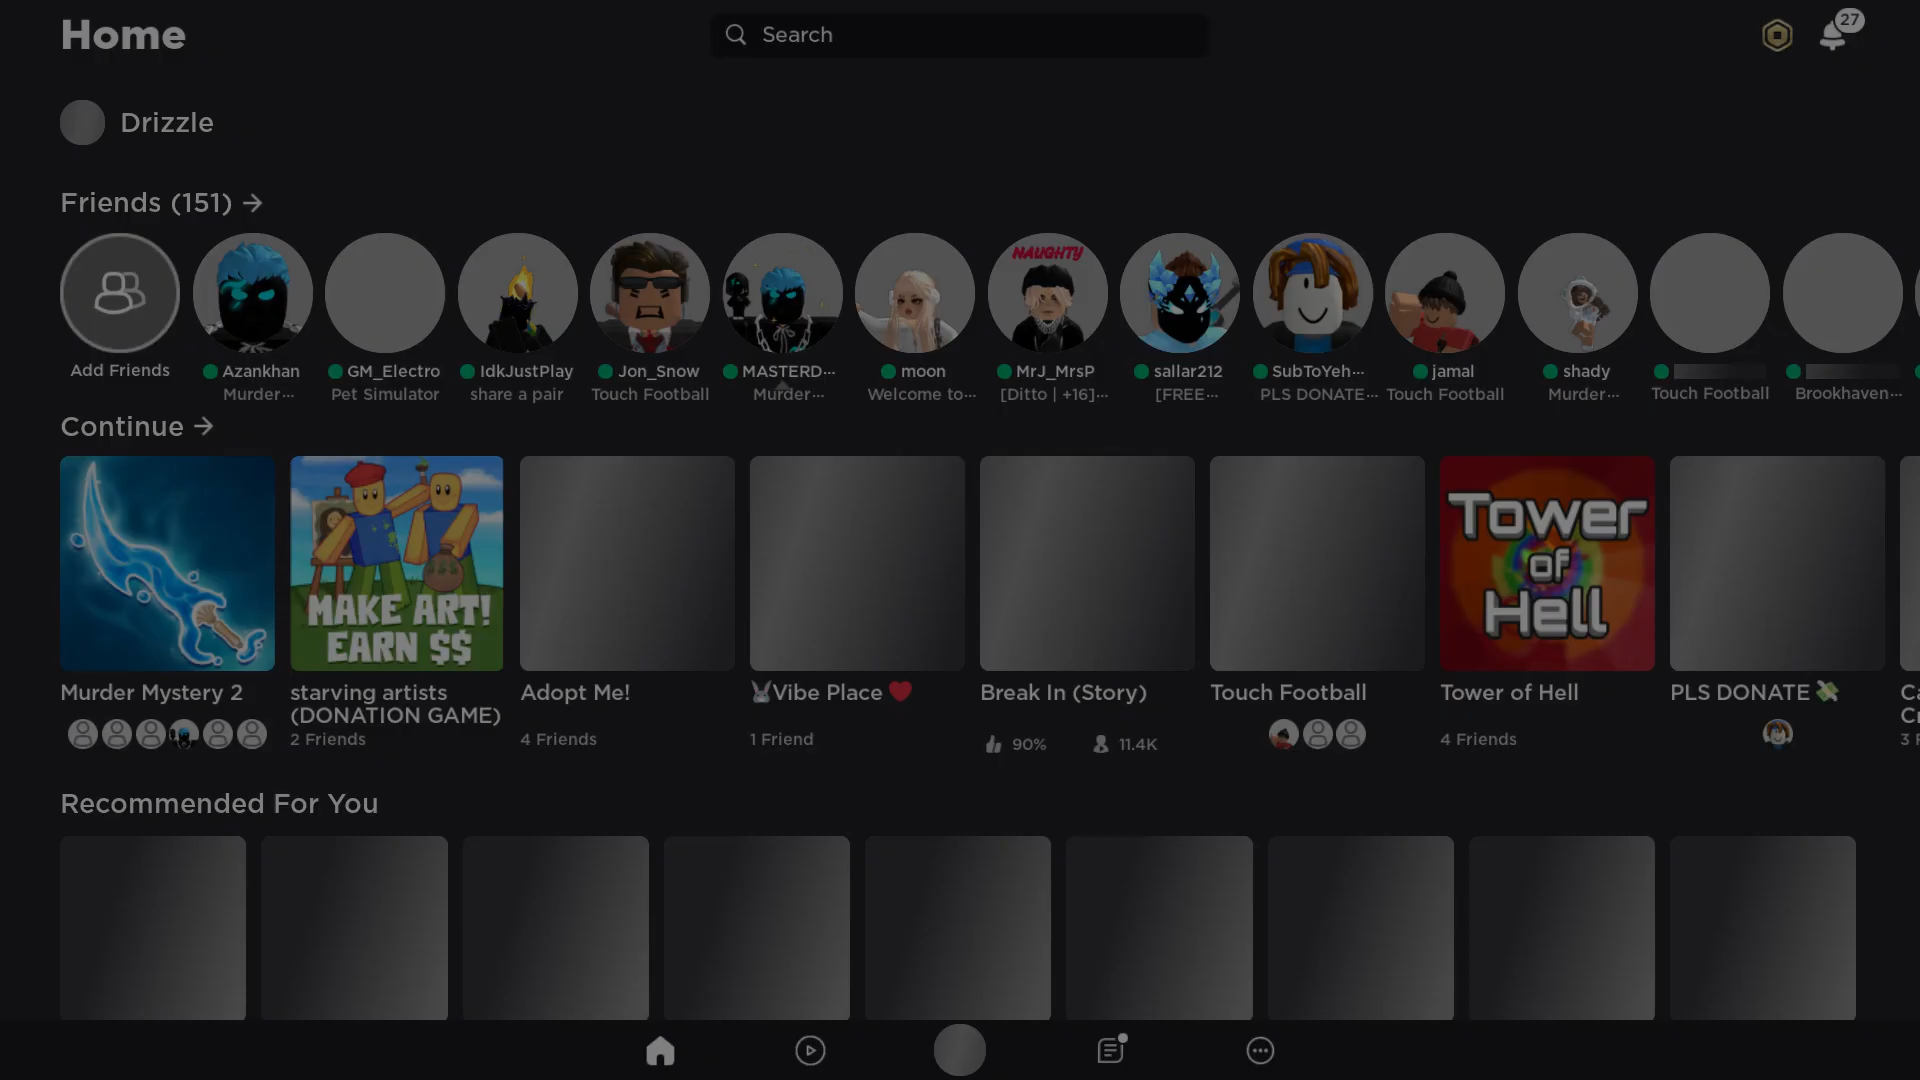 Home
Search
27
Drizzle
Friends (151)
NAUGHTY
Add Friends
Azankhan
GM_Electro
IdkJustPlay
Jon_Snow
MASTERD...
moon
MrJ_MrsP
sallar212
SubToYeh...
jamal
shady
Murder...
Pet Simulator
share a pair
Touch Football
Murder...
Welcome to...
[Ditto | +16]...
[FREE...
PLS DONATE...
Touch Football
Murder...
Touch Football
Brookhaven...
Continue
MAKE ART!
EARN $$
Tower
of
Hell
Murder Mystery 2
starving artists
(DONATION GAME)
2 Friends
Adopt Me!
4 Friends
🐰Vibe Place ❤️
1 Friend
Break In (Story)
90%
11.4K
Touch Football
Tower of Hell
4 Friends
PLS DONATE 💸
Recommended For You